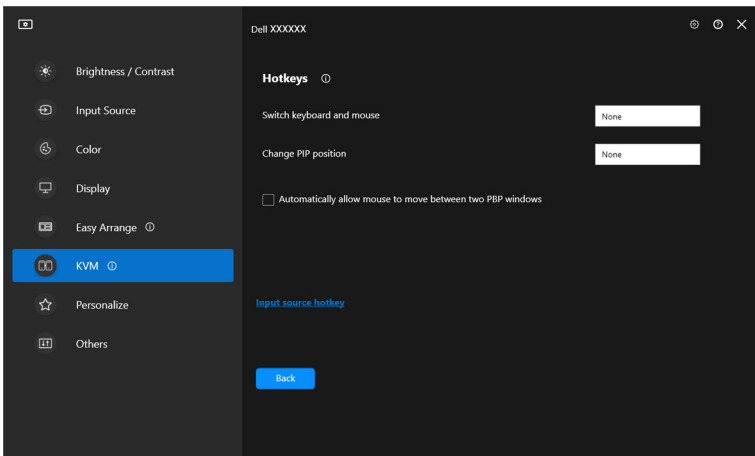 Dell XXXXXX
Brightness / Contrast
Input Source
Color
Display
Easy Arrange
KVM
Personalize
Others
Hotkeys
Switch keyboard and mouse
None
Change PIP position
None
Automatically allow mouse to move between two PBP windows
Input source hotkey
Back